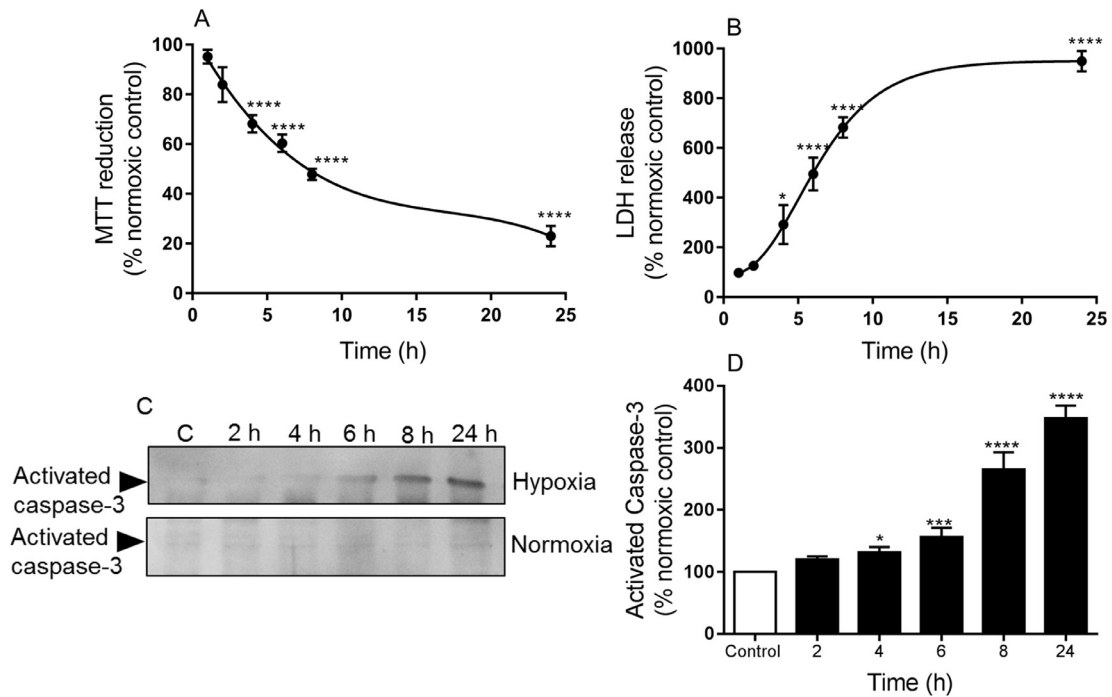 A
MTT reduction
(% normoxic control)
100
80
60
40
20
0
****
****
****
****
0 5 10 15 20 25
Time (h)
B
LDH release
(% normoxic control)
1000
800
600
400
200
0
*
****
****
****
0 5 10 15 20 25
Time (h)
C
C 2 h 4 h 6 h 8 h 24 h
Activated
caspase-3
Hypoxia
Activated
caspase-3
Normoxia
D
Activated Caspase-3
(% normoxic control)
400
300
200
100
0
*
***
****
****
Control 2 4 6 8 24
Time (h)